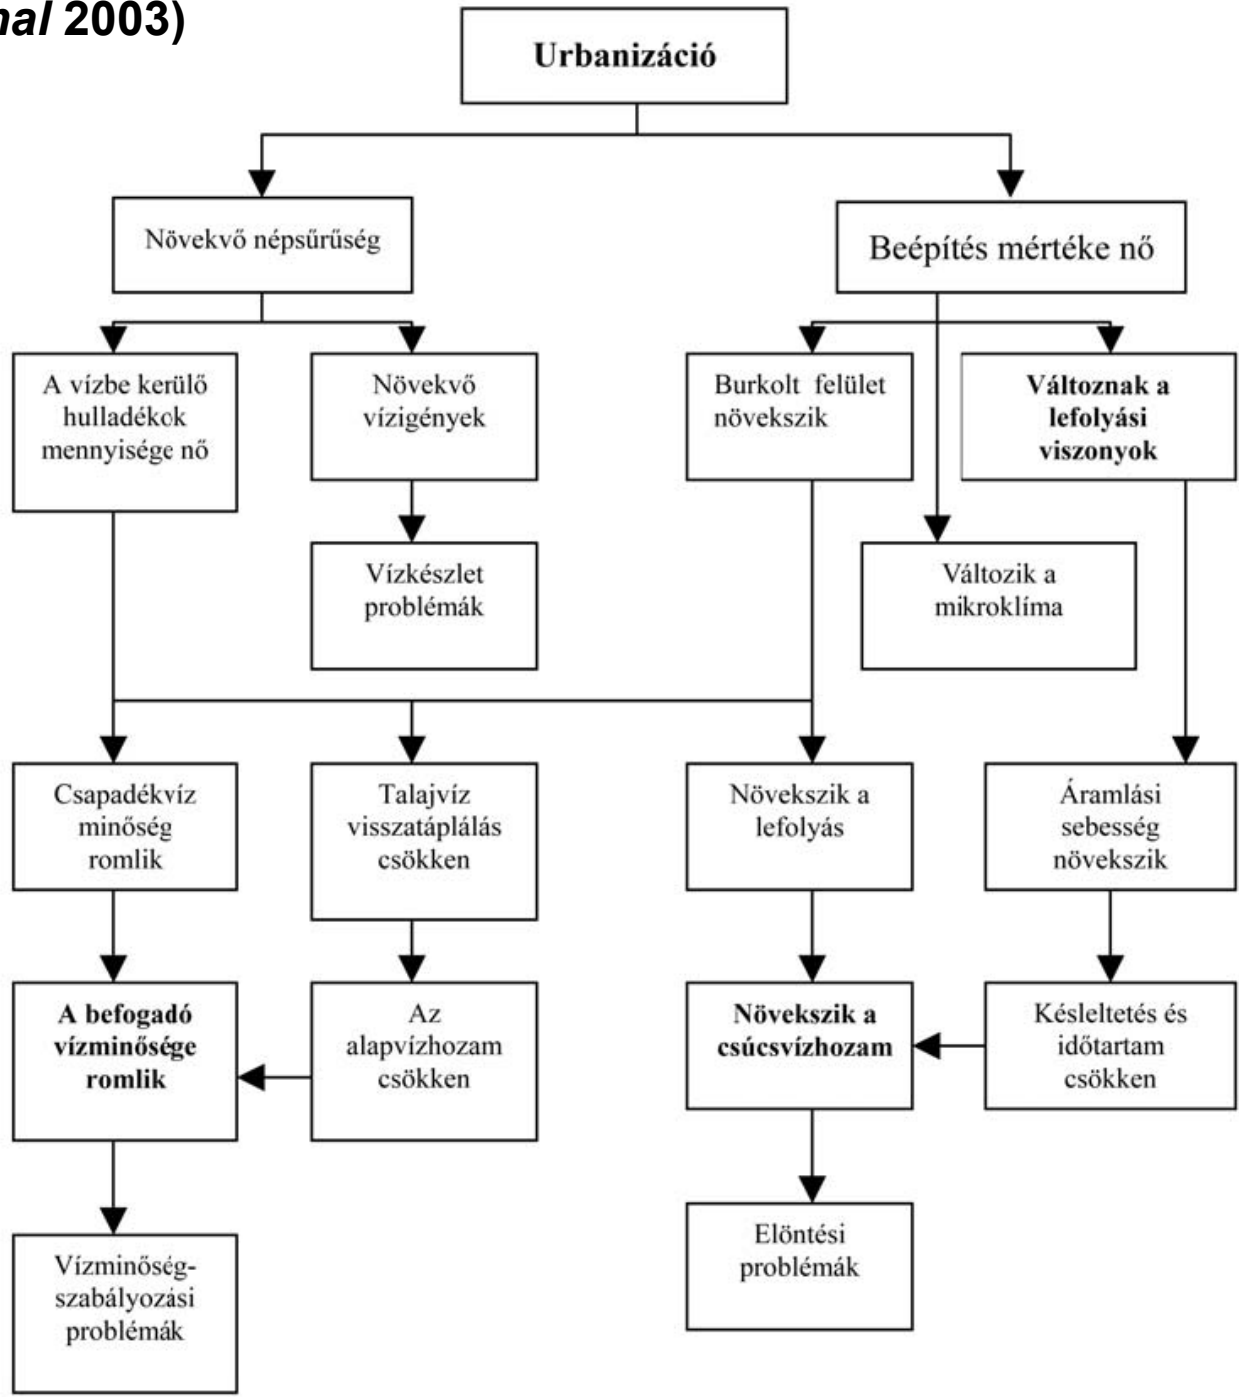 nal 2003)
Urbanizáció
Növekvő népsűrűség
Beépítés mértéke nő
A vízbe kerülő
hulladékok
mennyisége nő
Növekvő
vízigények
Burkolt felület
növekszik
Változnak a
lefolyási
viszonyok
Vízkészlet
problémák
Változik a
mikroklíma
Csapadékvíz
minőség
romlik
Talajvíz
visszatáplálás
csökken
Növekszik a
lefolyás
Áramlási
sebesség
növekszik
A befogadó
vízminősége
romlik
Az
alapvízhozam
csökken
Növekszik a
csúcsvízhozam
Késleltetés és
időtartam
csökken
Vízminőség-
szabályozási
problémák
Elöntési
problémák